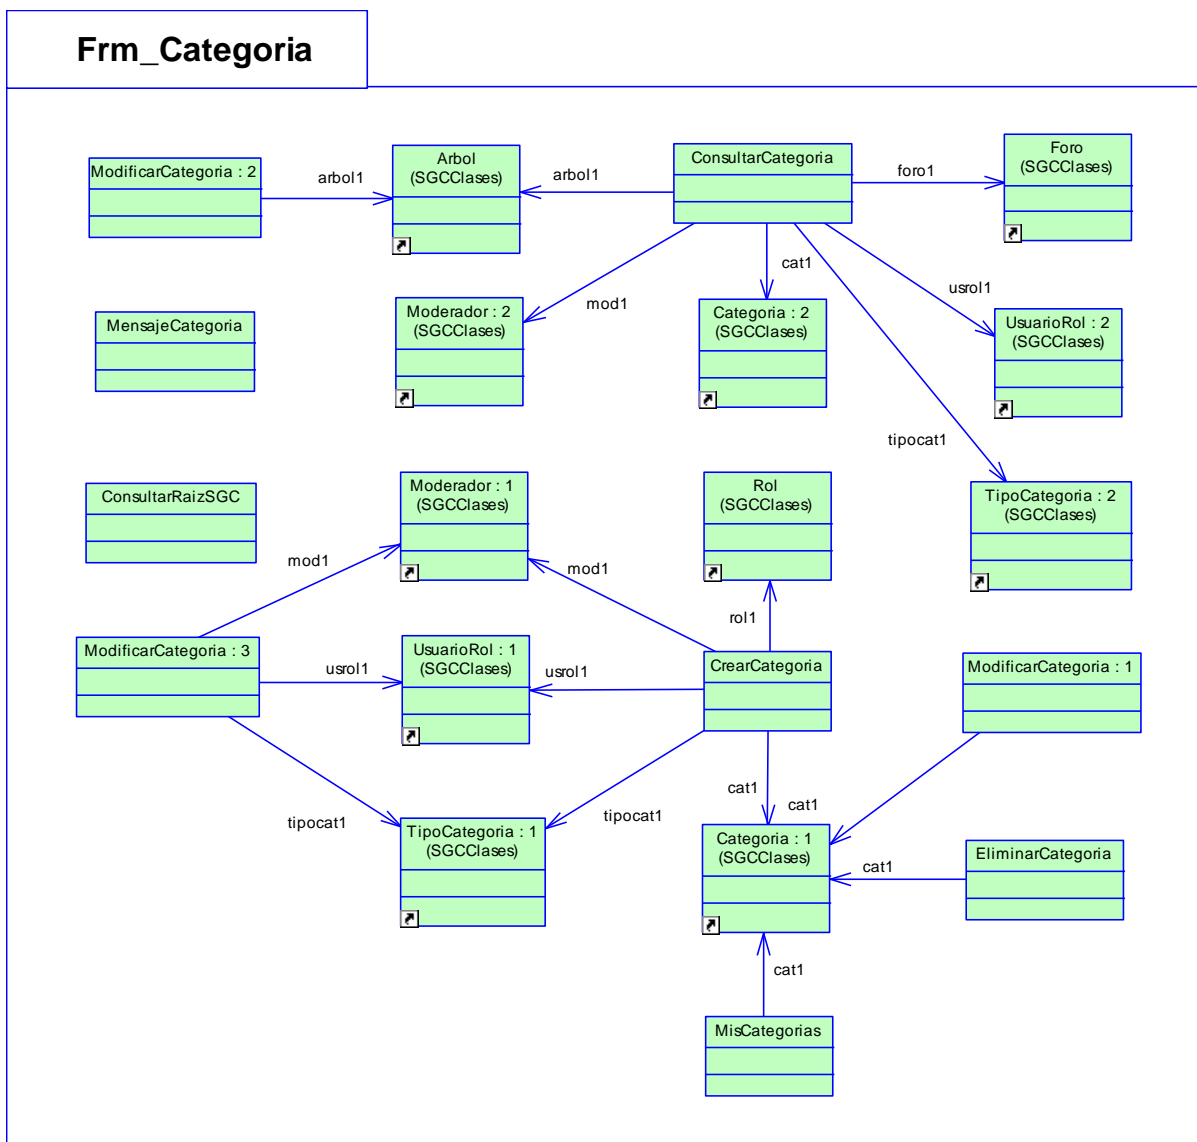 Frm_Categoria
ModificarCategoria : 2
arbol1
Arbol
(SGCClases)
arbol1
ConsultarCategoria
foro1
Foro
(SGCClases)
cat1
mod1
usrol1
MensajeCategoria
Moderador : 2
(SGCClases)
Categoria : 2
(SGCClases)
UsuarioRol : 2
(SGCClases)
tipocat1
ConsultarRaizSGC
Moderador : 1
(SGCClases)
Rol
(SGCClases)
TipoCategoria : 2
(SGCClases)
mod1
mod1
rol1
ModificarCategoria : 3
usrol1
UsuarioRol : 1
(SGCClases)
usrol1
CrearCategoria
ModificarCategoria : 1
cat1
cat1
tipocat1
tipocat1
TipoCategoria : 1
(SGCClases)
Categoria : 1
(SGCClases)
cat1
EliminarCategoria
cat1
MisCategorias